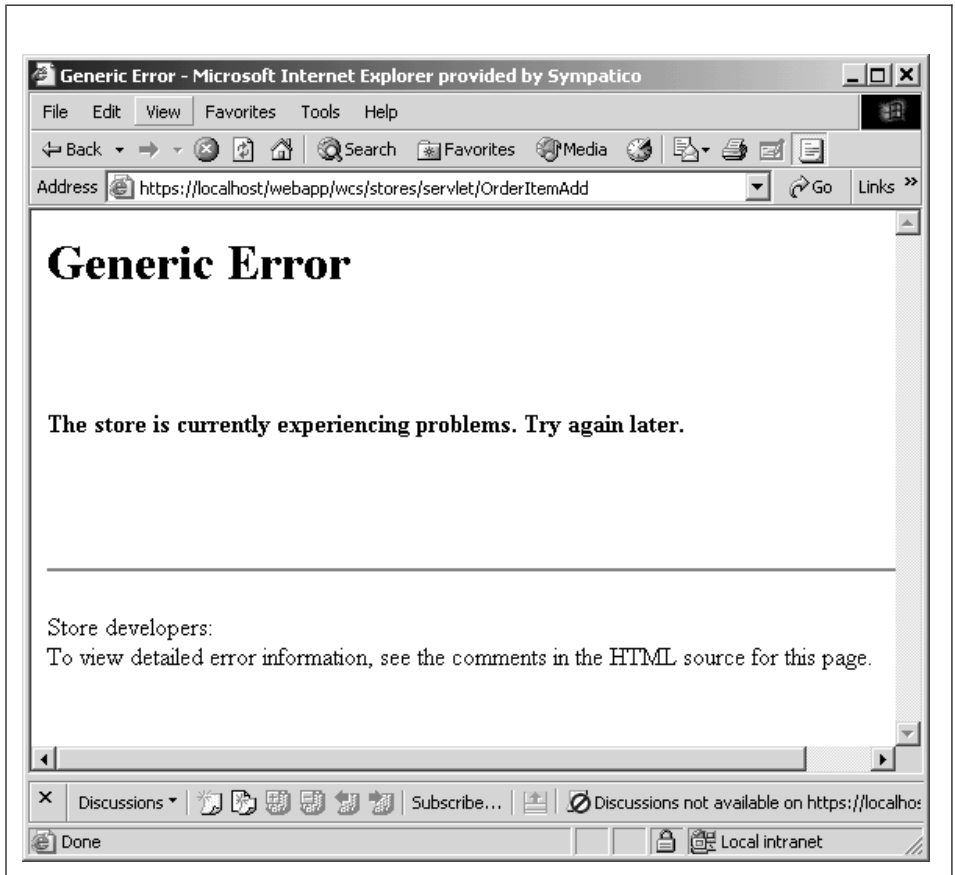 Generic Error - Microsoft Internet Explorer provided by Sympatico
File Edit View Favorites Tools Help
Back Search Favorites Media
Address https://localhost/webapp/wcs/stores/servlet/OrderItemAdd Go Links »
Generic Error
The store is currently experiencing problems. Try again later.
Store developers:
To view detailed error information, see the comments in the HTML source for this page.
Discussions Subscribe... Discussions not available on https://localhos
Done Local intranet